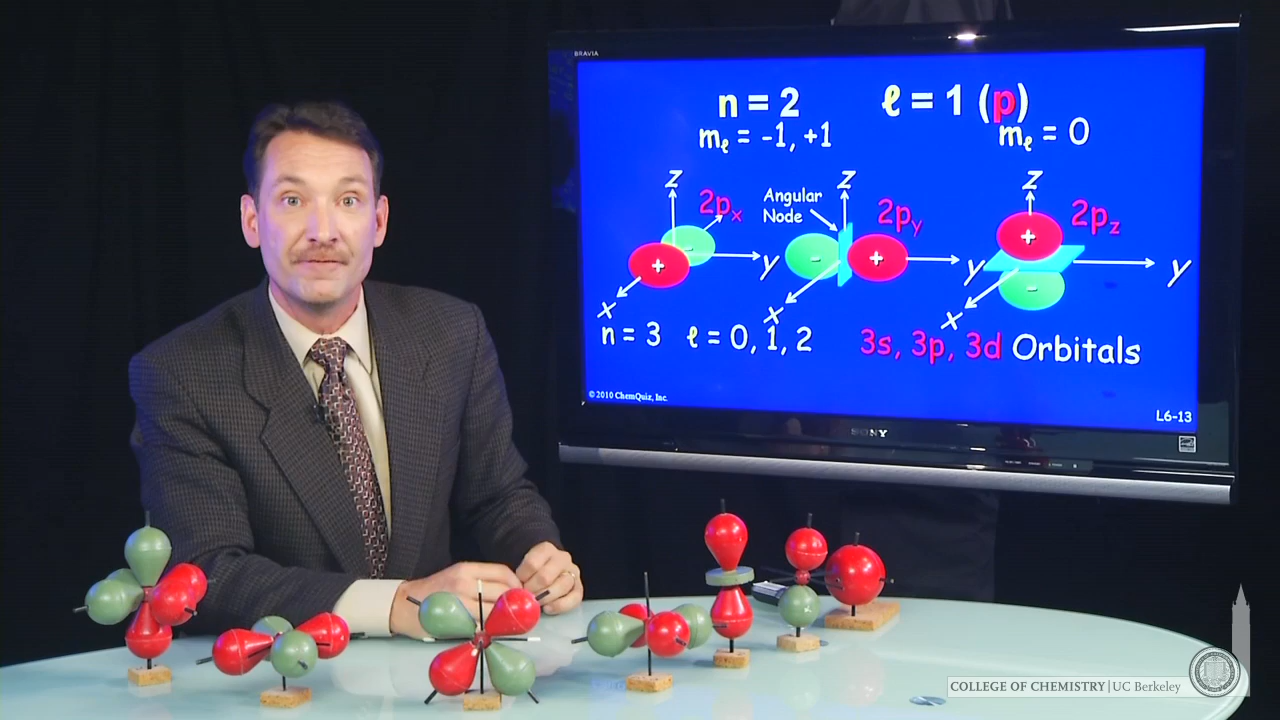 BRAVIA
n = 2 ℓ = 1 (p)
mℓ = -1, +1 mℓ = 0
z 2px Angular Node z 2py z 2pz
- + y - + y + - y
x x x
n = 3 ℓ = 0, 1, 2 3s, 3p, 3d Orbitals
© 2010 ChemQuiz, Inc.
L6-13
SONY
COLLEGE OF CHEMISTRY | UC Berkeley